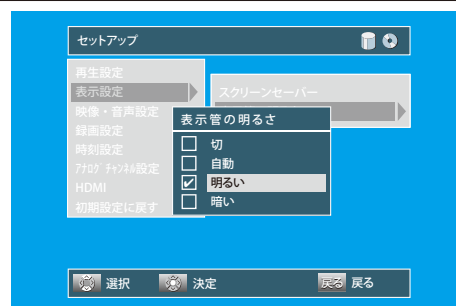 セットアップ
再生設定
表示設定
映像・音声設定
録画設定
時刻設定
アナログ チャンネル設定
HDMI
初期設定に戻す
スクリーンセーバー
表示管の明るさ
切
自動
明るい
暗い
選択
決定
戻る 戻る